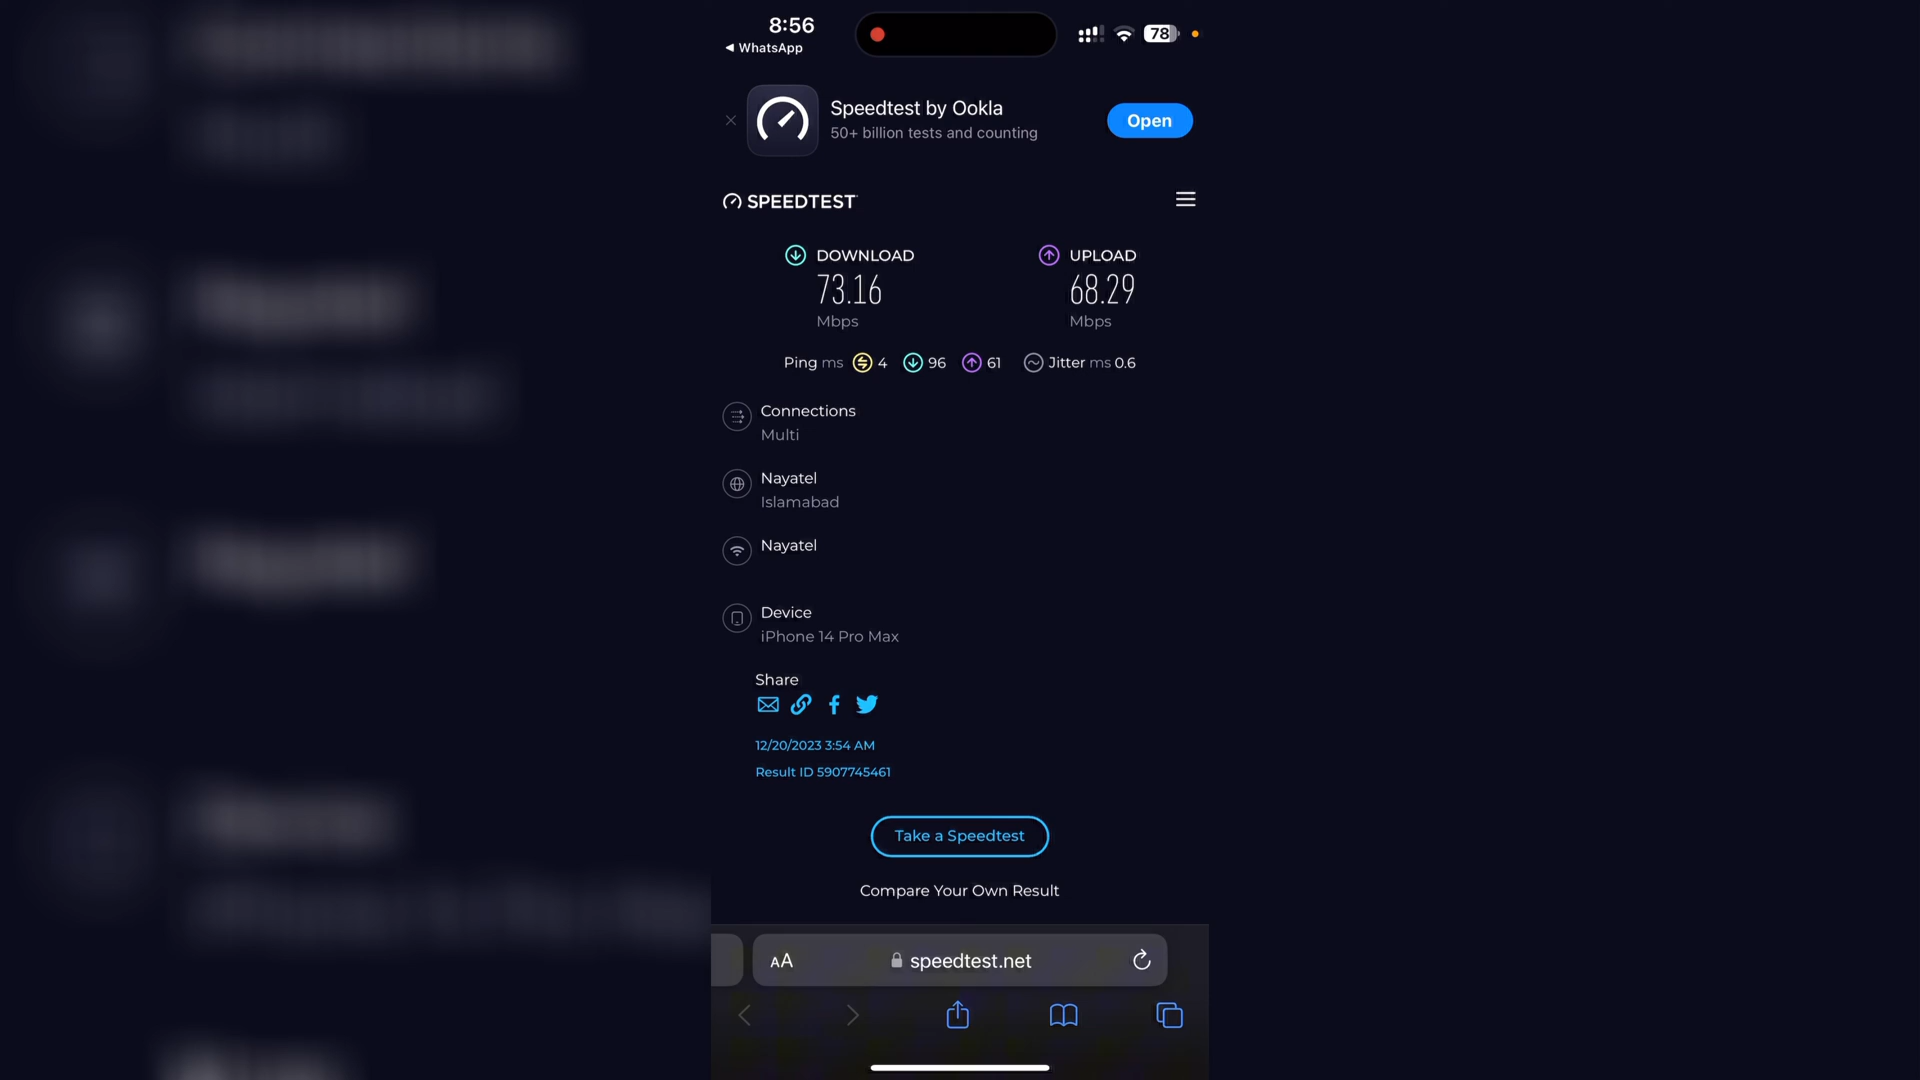 8:56
◀ WhatsApp
78
Speedtest by Ookla
50+ billion tests and counting
Open
SPEEDTEST
DOWNLOAD
73.16
Mbps
UPLOAD
68.29
Mbps
Ping ms 4 96 61 Jitter ms 0.6
Connections
Multi
Nayatel
Islamabad
Nayatel
Device
iPhone 14 Pro Max
Share
12/20/2023 3:54 AM
Result ID 5907745461
Take a Speedtest
Compare Your Own Result
AA speedtest.net